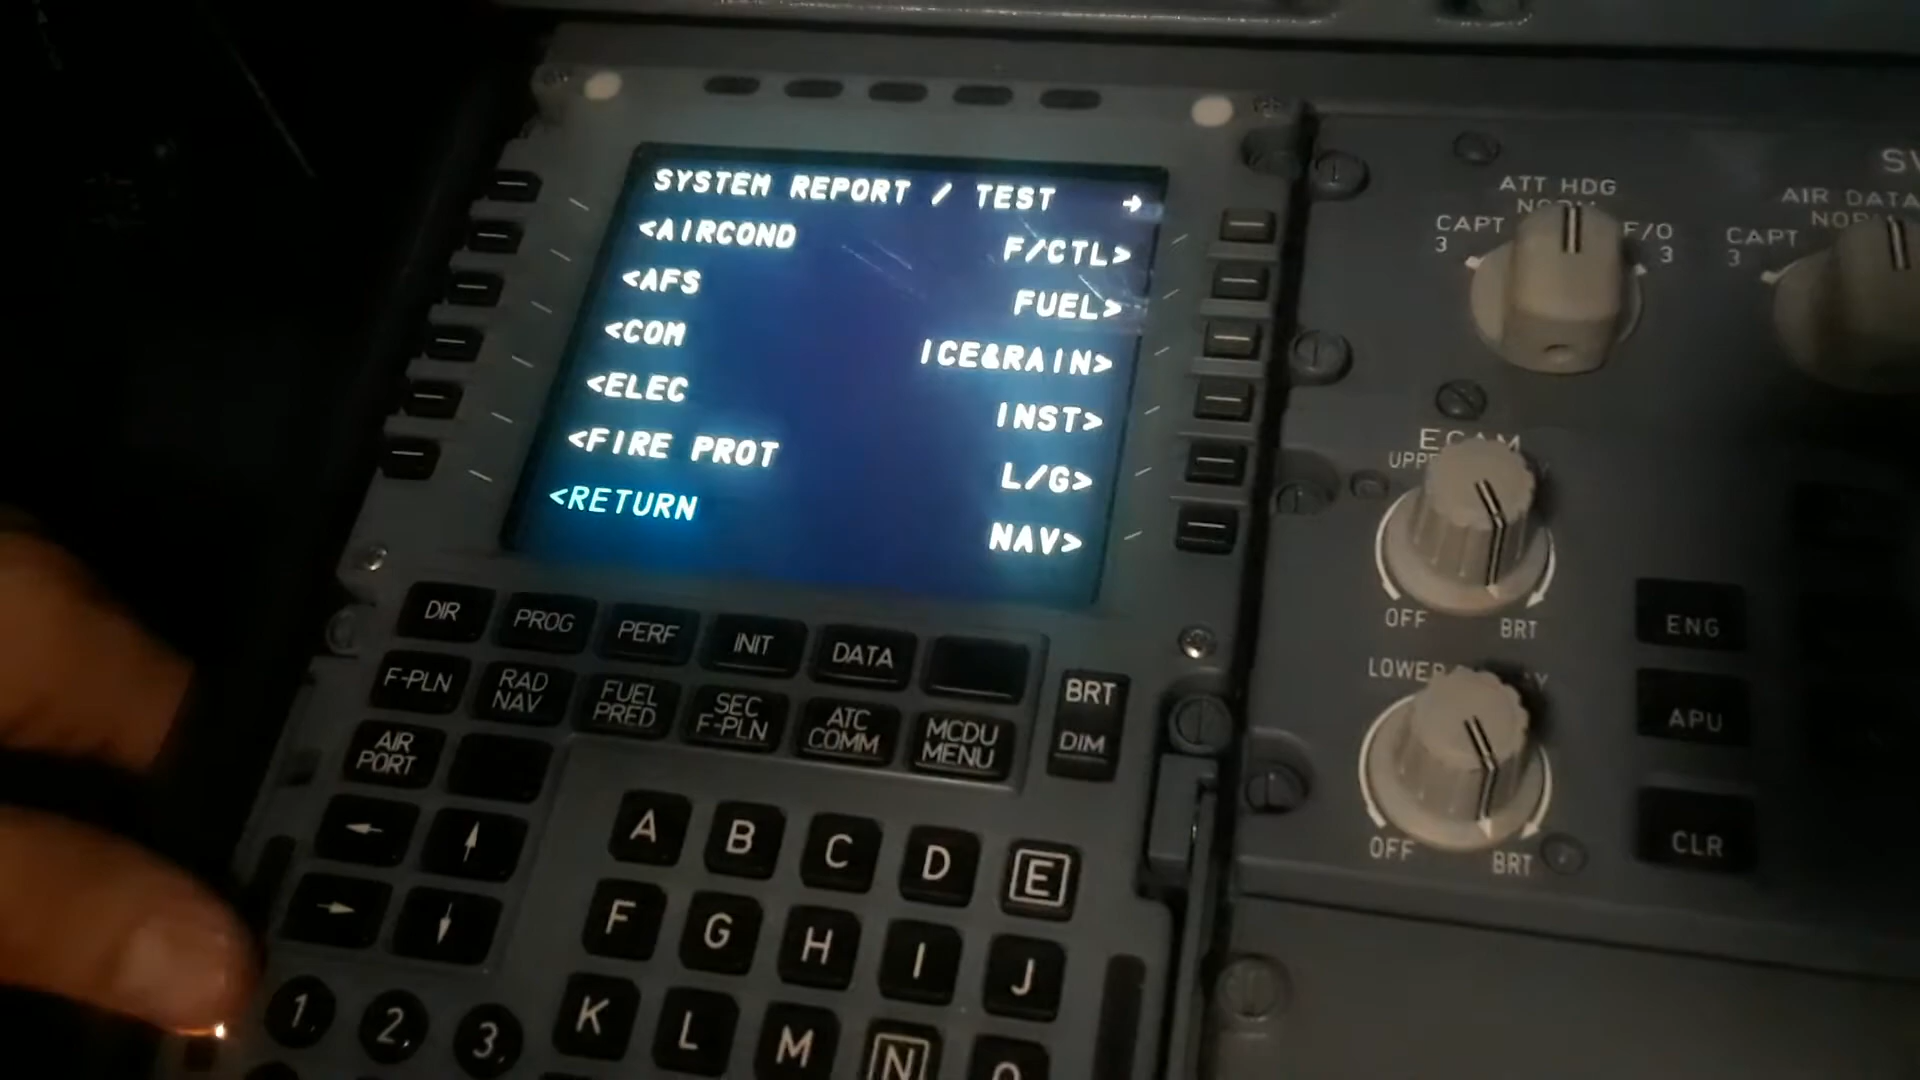 SYSTEM REPORT / TEST →
<AIRCOND
F/CTL>
<AFS
FUEL>
<COM
ICE&RAIN>
<ELEC
INST>
<FIRE PROT
L/G>
<RETURN
NAV>
DIR PROG PERF INIT DATA
F-PLN RAD NAV FUEL PRED SEC F-PLN ATC COMM MCDU MENU
BRT
DIM
AIR PORT
← ↑
→ ↓
A B C D E
F G H I J
1 2 3 K L M N
ATT HDG
NORM
CAPT 3
F/O 3
AIR DATA
CAPT 3
ECAM
OFF BRT
OFF BRT
ENG
APU
CLR